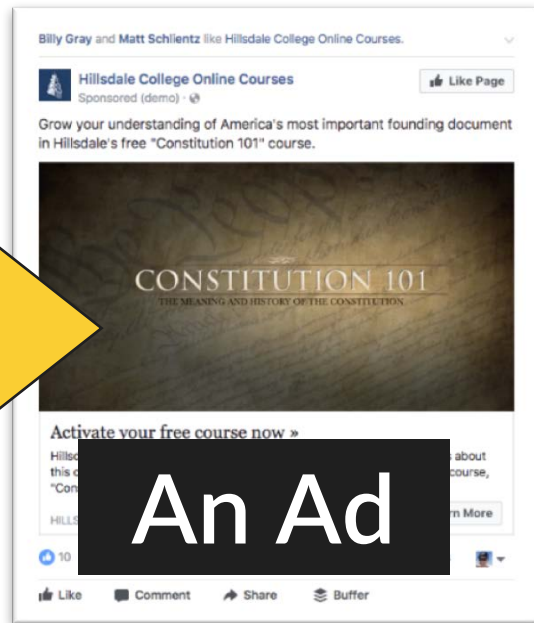 Billy Gray and Matt Schlientz like Hillsdale College Online Courses.
Hillsdale College Online Courses
Like Page
Sponsored (demo) ·
Grow your understanding of America's most important founding document
in Hillsdale's free "Constitution 101" course.
CONSTITUTION 101
THE MEANING AND HISTORY OF THE CONSTITUTION
Activate your free course now »
about
this course,
"Con
An Ad
More
HILLS
10
Like Comment Share Buffer